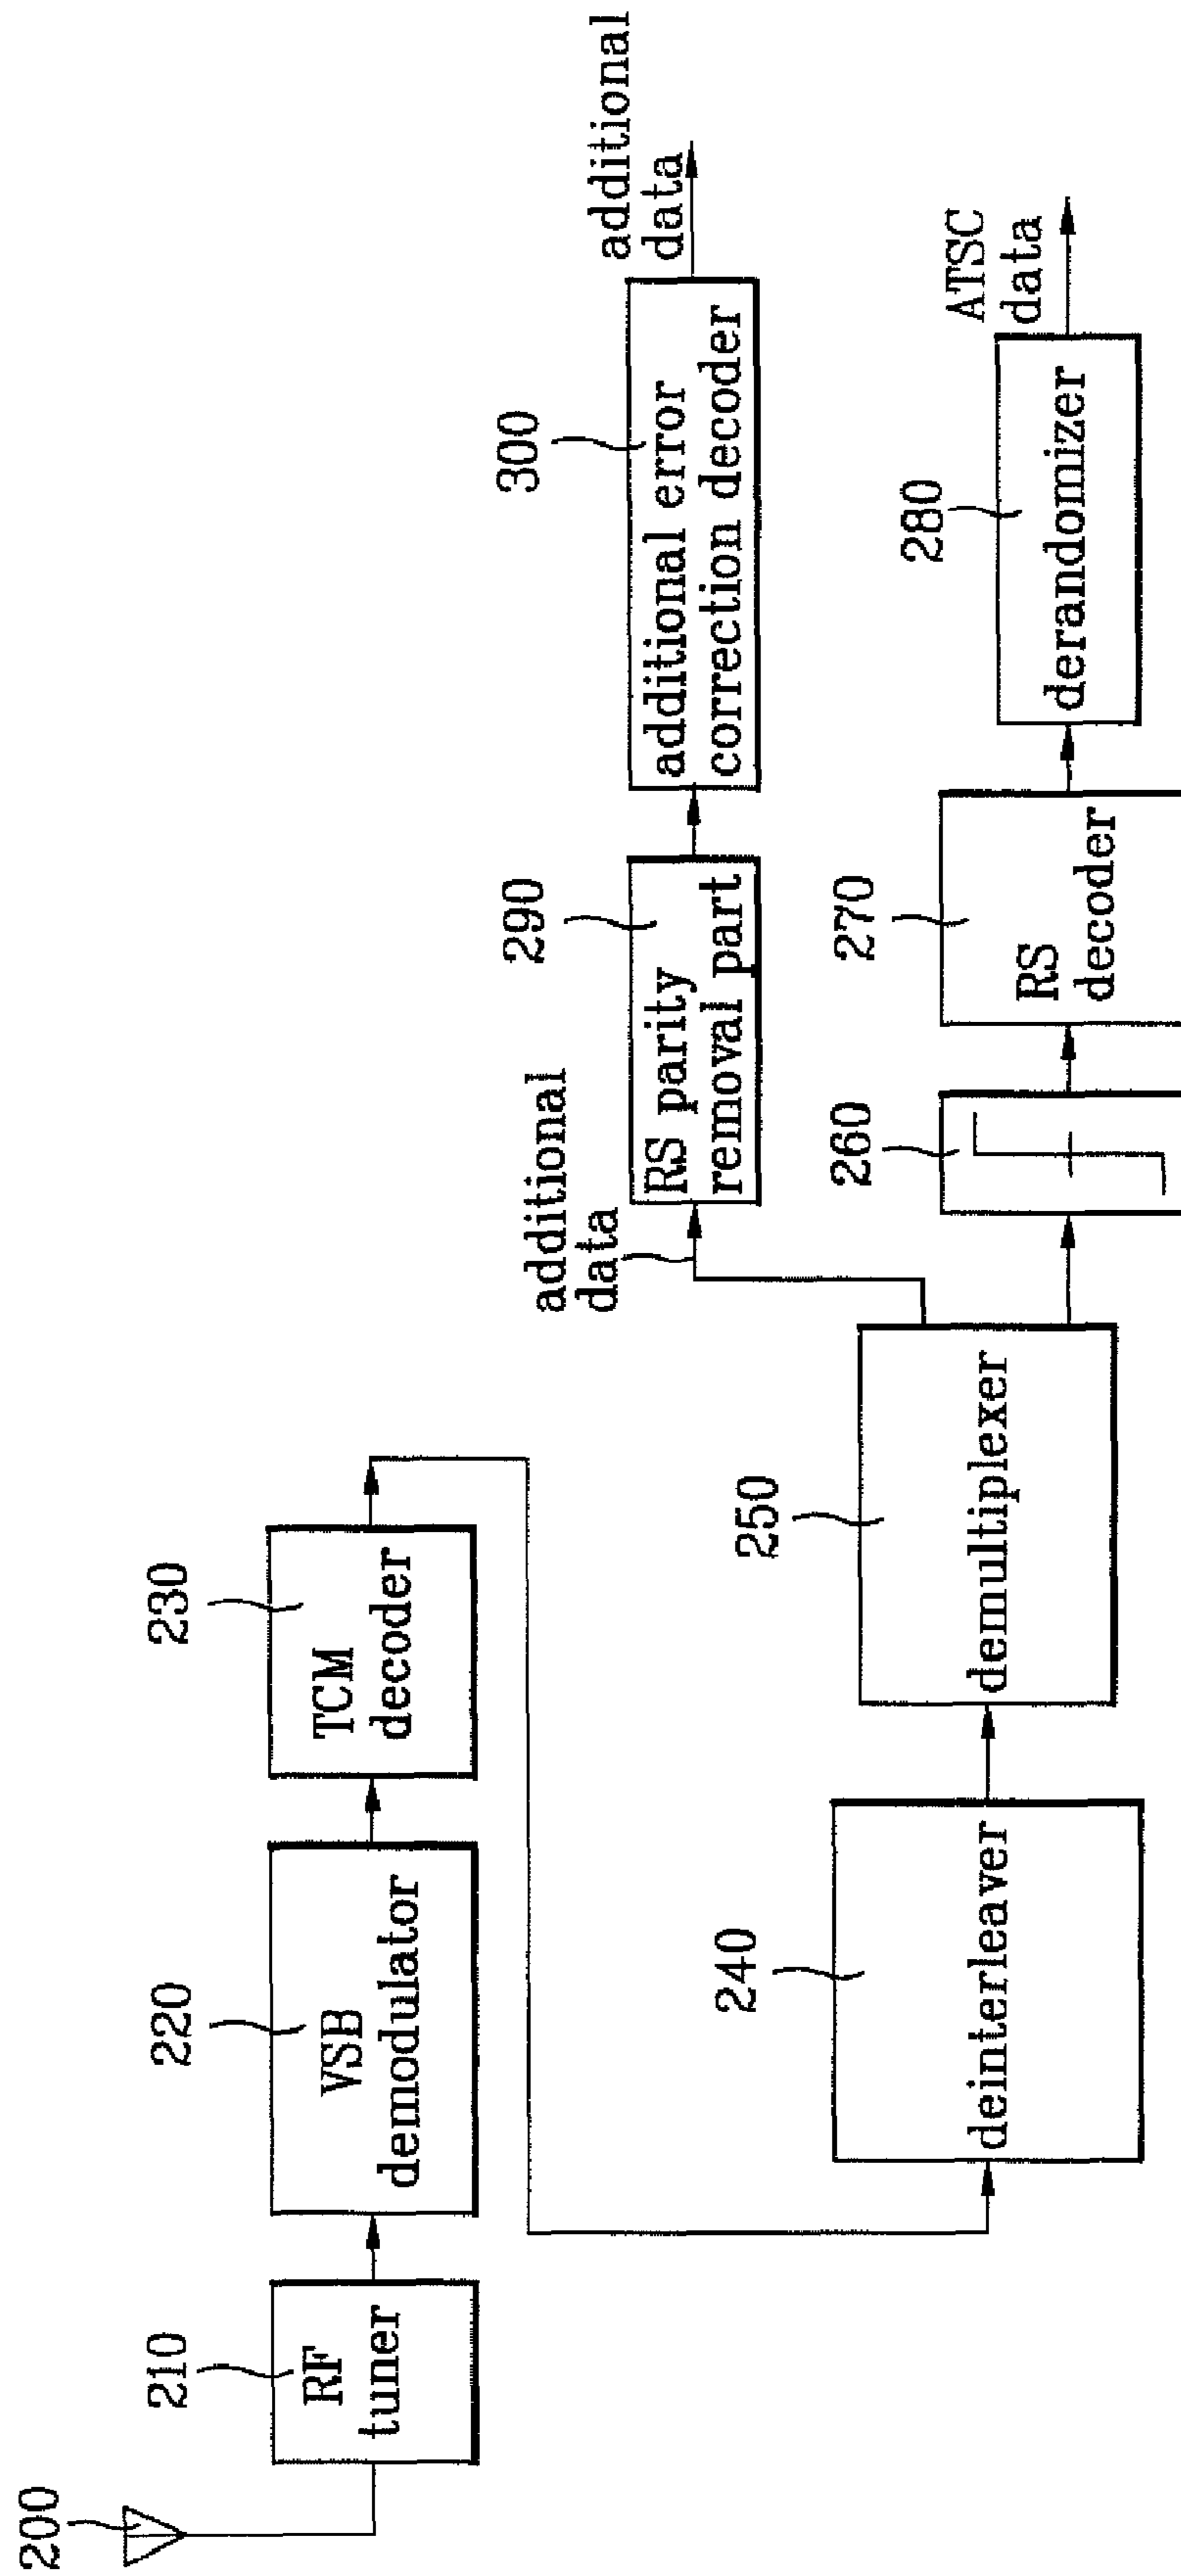 200
210
RF
tuner
220
VSB
demodulator
230
TCM
decoder
240
deinterleaver
250
demultiplexer
additional
data
290
RS parity
removal part
300
additional error
correction decoder
additional
data
260
270
RS
decoder
280
derandomizer
ATSC
data